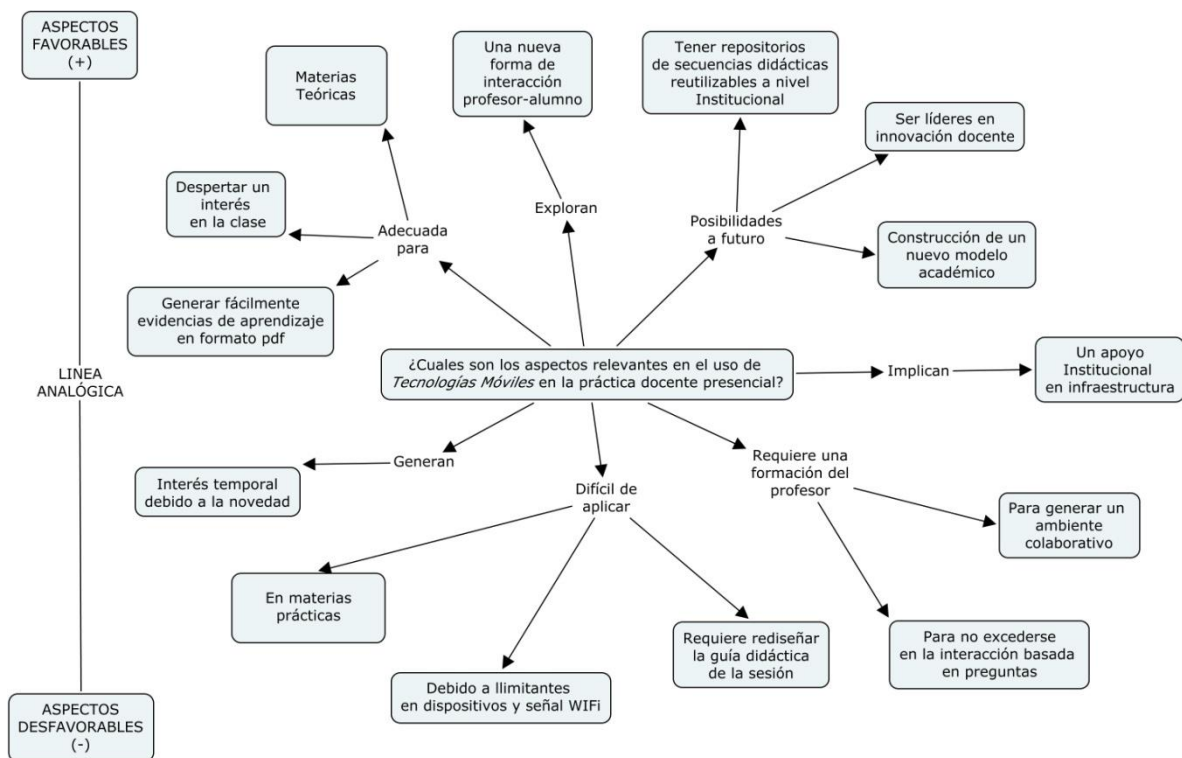 ASPECTOS
FAVORABLES
(+)
LINEA
ANALÓGICA
ASPECTOS
DESFAVORABLES
(-)
Materias
Teóricas
Una nueva
forma de
interacción
profesor-alumno
Tener repositorios
de secuencias didácticas
reutilizables a nivel
Institucional
Ser líderes en
innovación docente
Despertar un
interés
en la clase
Adecuada
para
Exploran
Posibilidades
a futuro
Construcción de un
nuevo modelo
académico
Generar fácilmente
evidencias de aprendizaje
en formato pdf
¿Cuales son los aspectos relevantes en el uso de
Tecnologías Móviles en la práctica docente presencial?
Implican
Un apoyo
Institucional
en infraestructura
Generan
Interés temporal
debido a la novedad
Difícil de
aplicar
Requiere una
formación del
profesor
Para generar un
ambiente
colaborativo
En materias
prácticas
Debido a llimitantes
en dispositivos y señal WIFi
Requiere rediseñar
la guía didáctica
de la sesión
Para no excederse
en la interacción basada
en preguntas